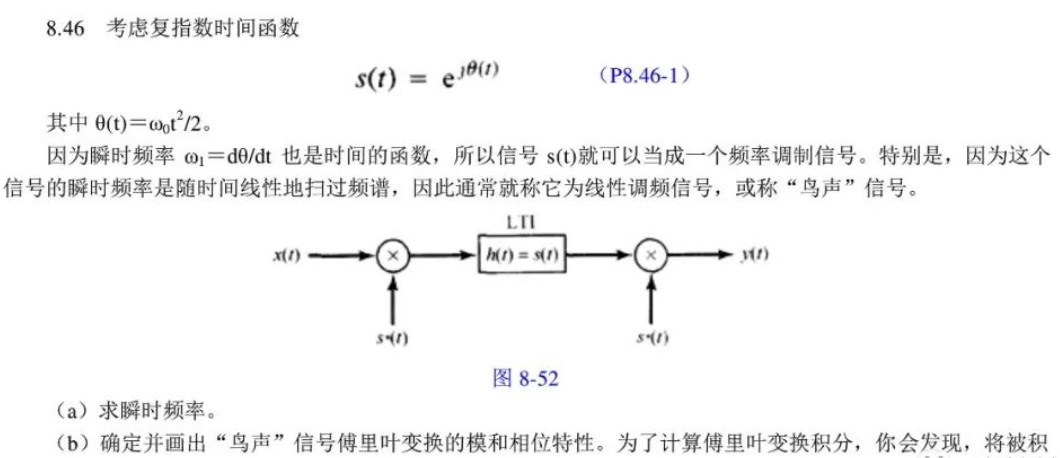 8.46 考虑复指数时间函数
s(t) = e^{jθ(t)} （P8.46-1）
其中 θ(t)=ω₀t²/2。
因为瞬时频率 ω₁=dθ/dt 也是时间的函数，所以信号 s(t)就可以当成一个频率调制信号。特别是，因为这个
信号的瞬时频率是随时间线性地扫过频谱，因此通常就称它为线性调频信号，或称“鸟声”信号。
LTI
x(t) × h(t) = s(t) × y(t)
s*(t) s*(t)
图 8-52
（a）求瞬时频率。
（b）确定并画出“鸟声”信号傅里叶变换的模和相位特性。为了计算傅里叶变换积分，你会发现，将被积